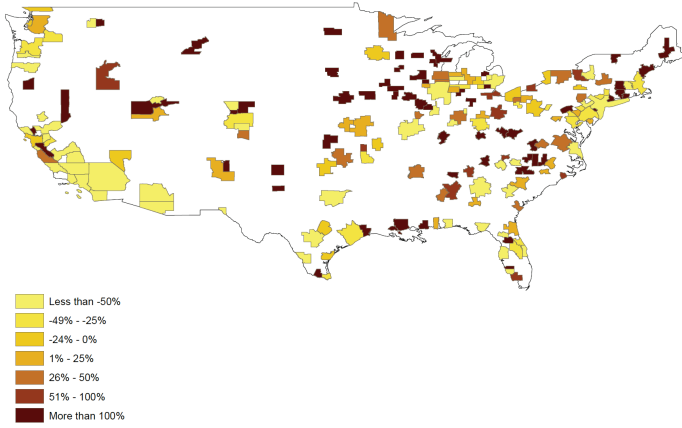 Less than -50%
-49% - -25%
-24% - 0%
1% - 25%
26% - 50%
51% - 100%
More than 100%